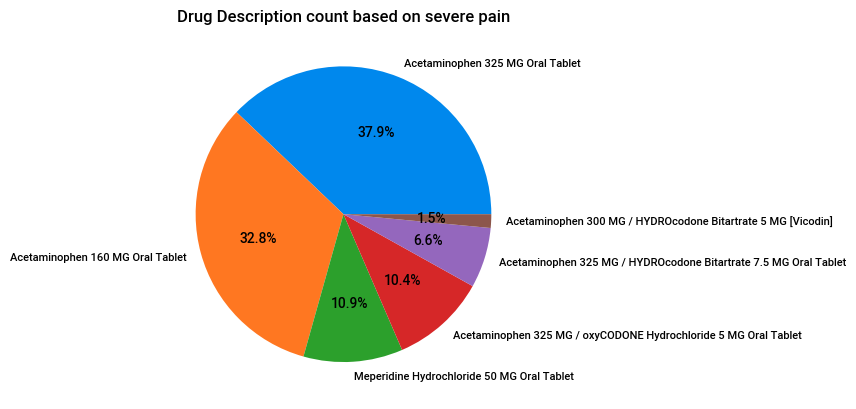 Drug Description count based on severe pain
Acetaminophen 325 MG Oral Tablet
37.9%
1.5%
Acetaminophen 300 MG / HYDROcodone Bitartrate 5 MG [Vicodin]
32.8%
6.6%
Acetaminophen 160 MG Oral Tablet
Acetaminophen 325 MG / HYDROcodone Bitartrate 7.5 MG Oral Tablet
10.4%
10.9%
Acetaminophen 325 MG / oxyCODONE Hydrochloride 5 MG Oral Tablet
Meperidine Hydrochloride 50 MG Oral Tablet